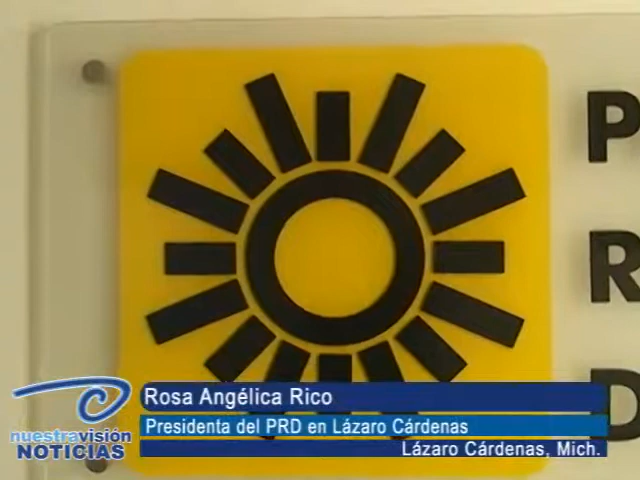 P
R
D
Rosa Angélica Rico
Presidenta del PRD en Lázaro Cárdenas
Lázaro Cárdenas, Mich.
nuestravisión
NOTICIAS